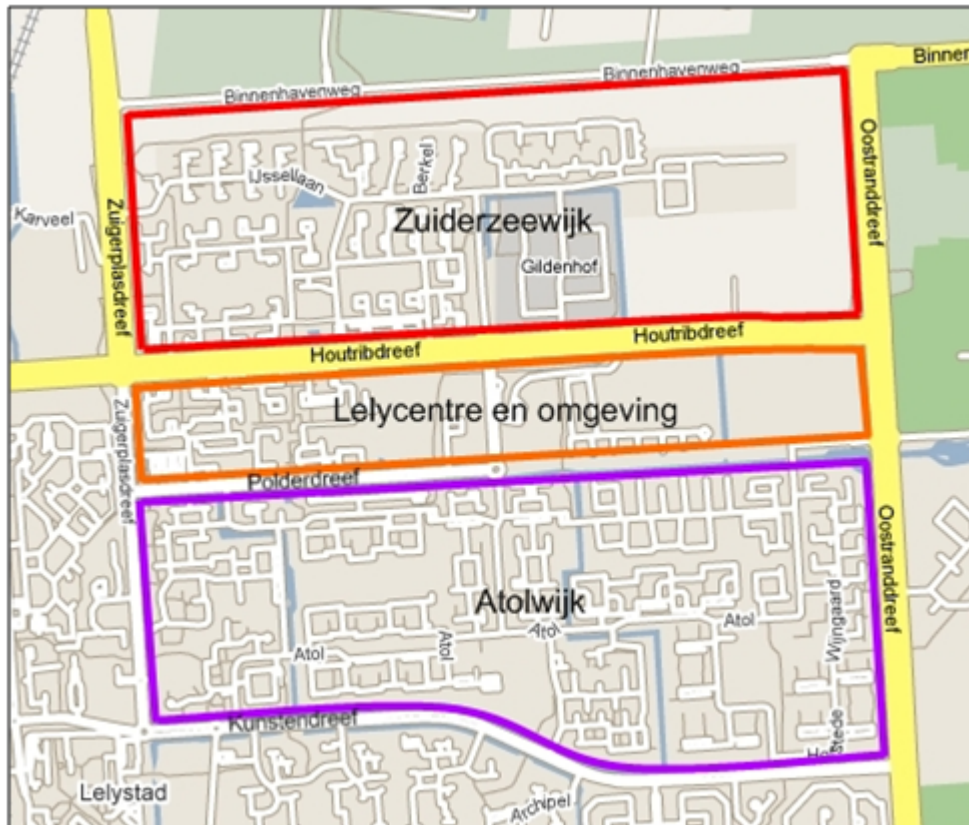 Binnen
Binnenhavenweg
Binnenhavenweg
Oostranddreef
Berkel
IJssellaan
Karveel
Zuigerplasdreef
Zuiderzeewijk
Gildenhof
Houtribdreef
Houtribdreef
Lelycentre en omgeving
Zuigerplasdreef
Polderdreef
Oostranddreef
Atolwijk
Wijngaard
Atol
Atol
Atol
Atol
Kunstendreef
Lelystad
Archipel